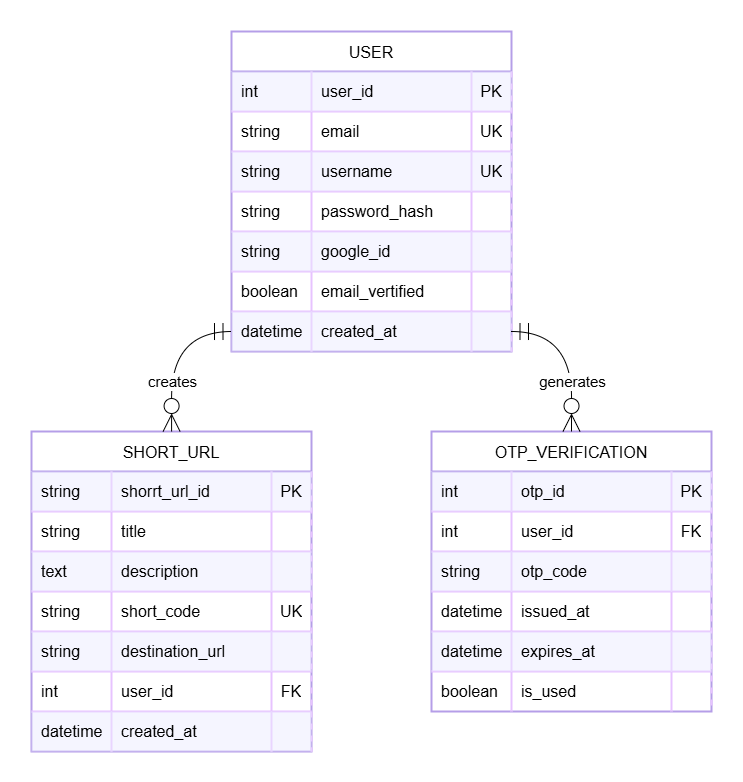 USER
int user_id PK
string email UK
string username UK
string password_hash
string google_id
boolean email_vertified
datetime created_at
creates
generates
SHORT_URL
string shorrt_url_id PK
string title
text description
string short_code UK
string destination_url
int user_id FK
datetime created_at
OTP_VERIFICATION
int otp_id PK
int user_id FK
string otp_code
datetime issued_at
datetime expires_at
boolean is_used